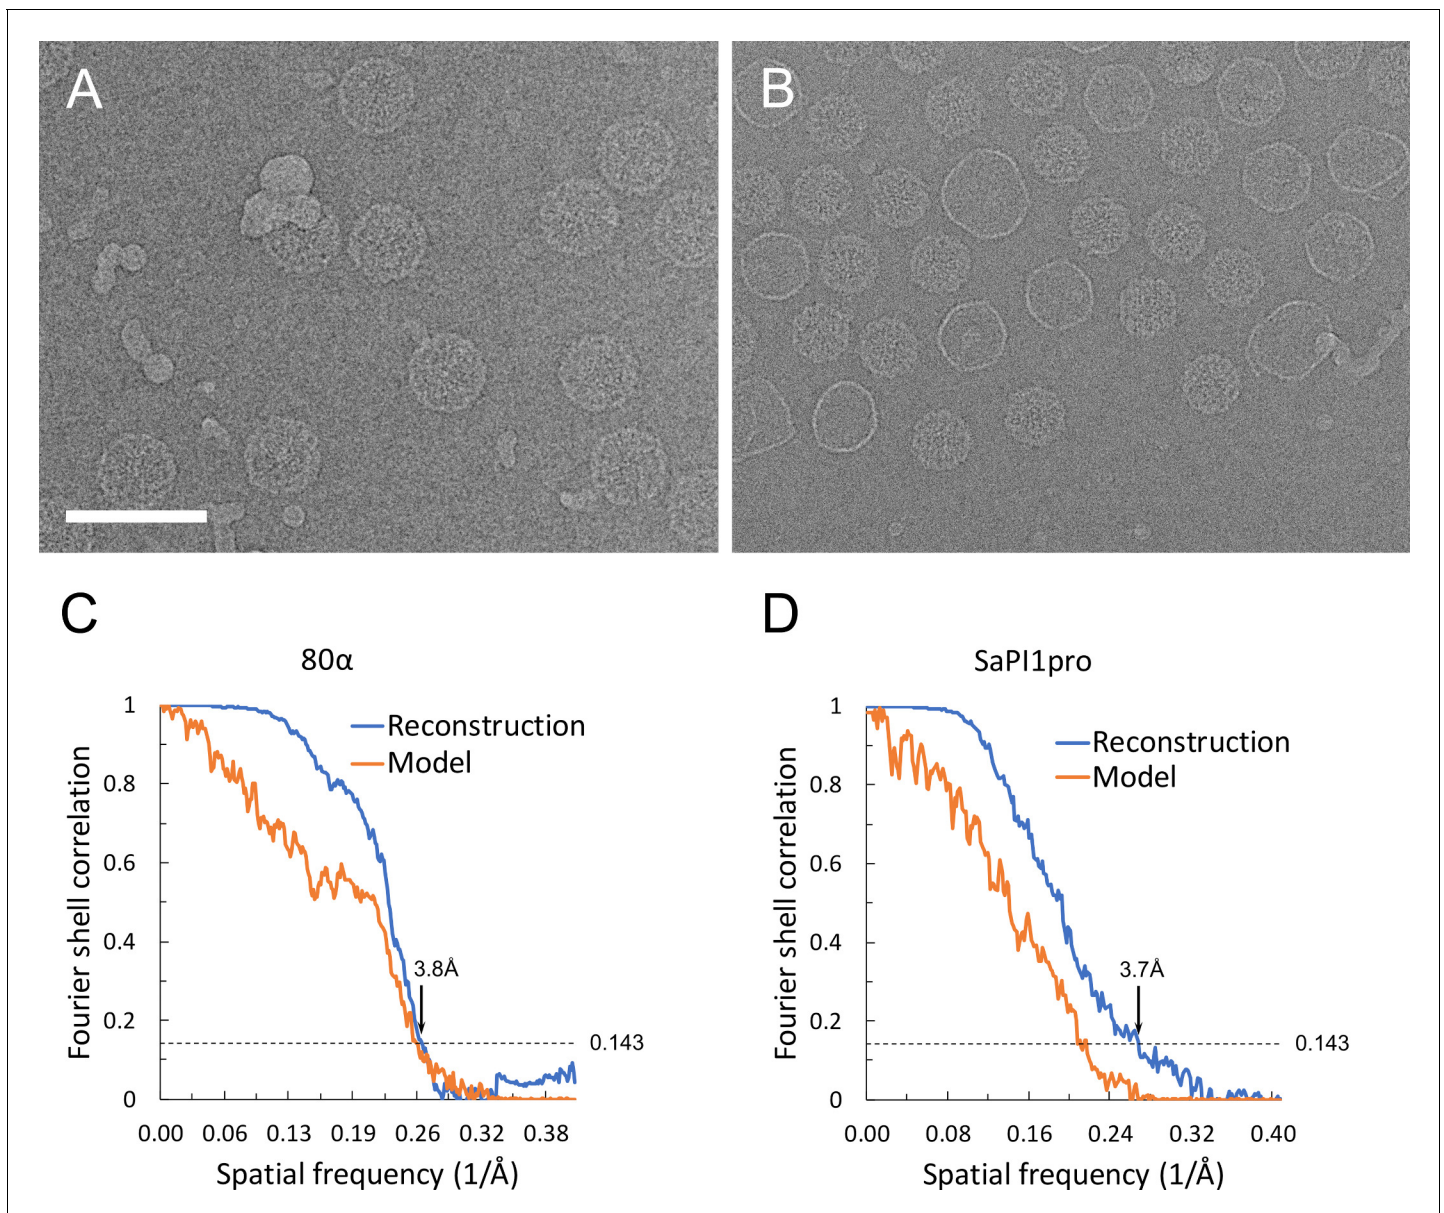 A
B
C
80α
1
0.8
0.6
0.4
0.2
0
Fourier shell correlation
Reconstruction
Model
3.8Å
0.143
0.00 0.06 0.13 0.19 0.26 0.32 0.38
Spatial frequency (1/Å)
D
SaPI1pro
1
0.8
0.6
0.4
0.2
0
Fourier shell correlation
Reconstruction
Model
3.7Å
0.143
0.00 0.08 0.16 0.24 0.32 0.40
Spatial frequency (1/Å)